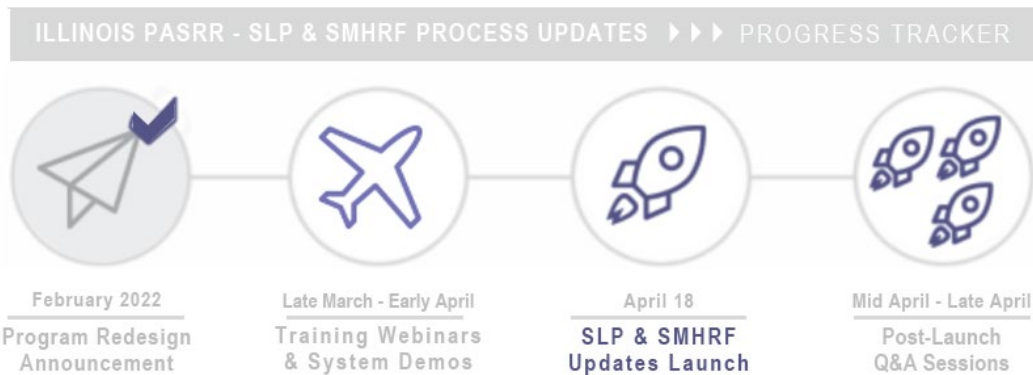 ILLINOIS PASRR - SLP & SMHRF PROCESS UPDATES PROGRESS TRACKER
February 2022
Program Redesign
Announcement
Late March - Early April
Training Webinars
& System Demos
April 18
SLP & SMHRF
Updates Launch
Mid April - Late April
Post-Launch
Q&A Sessions